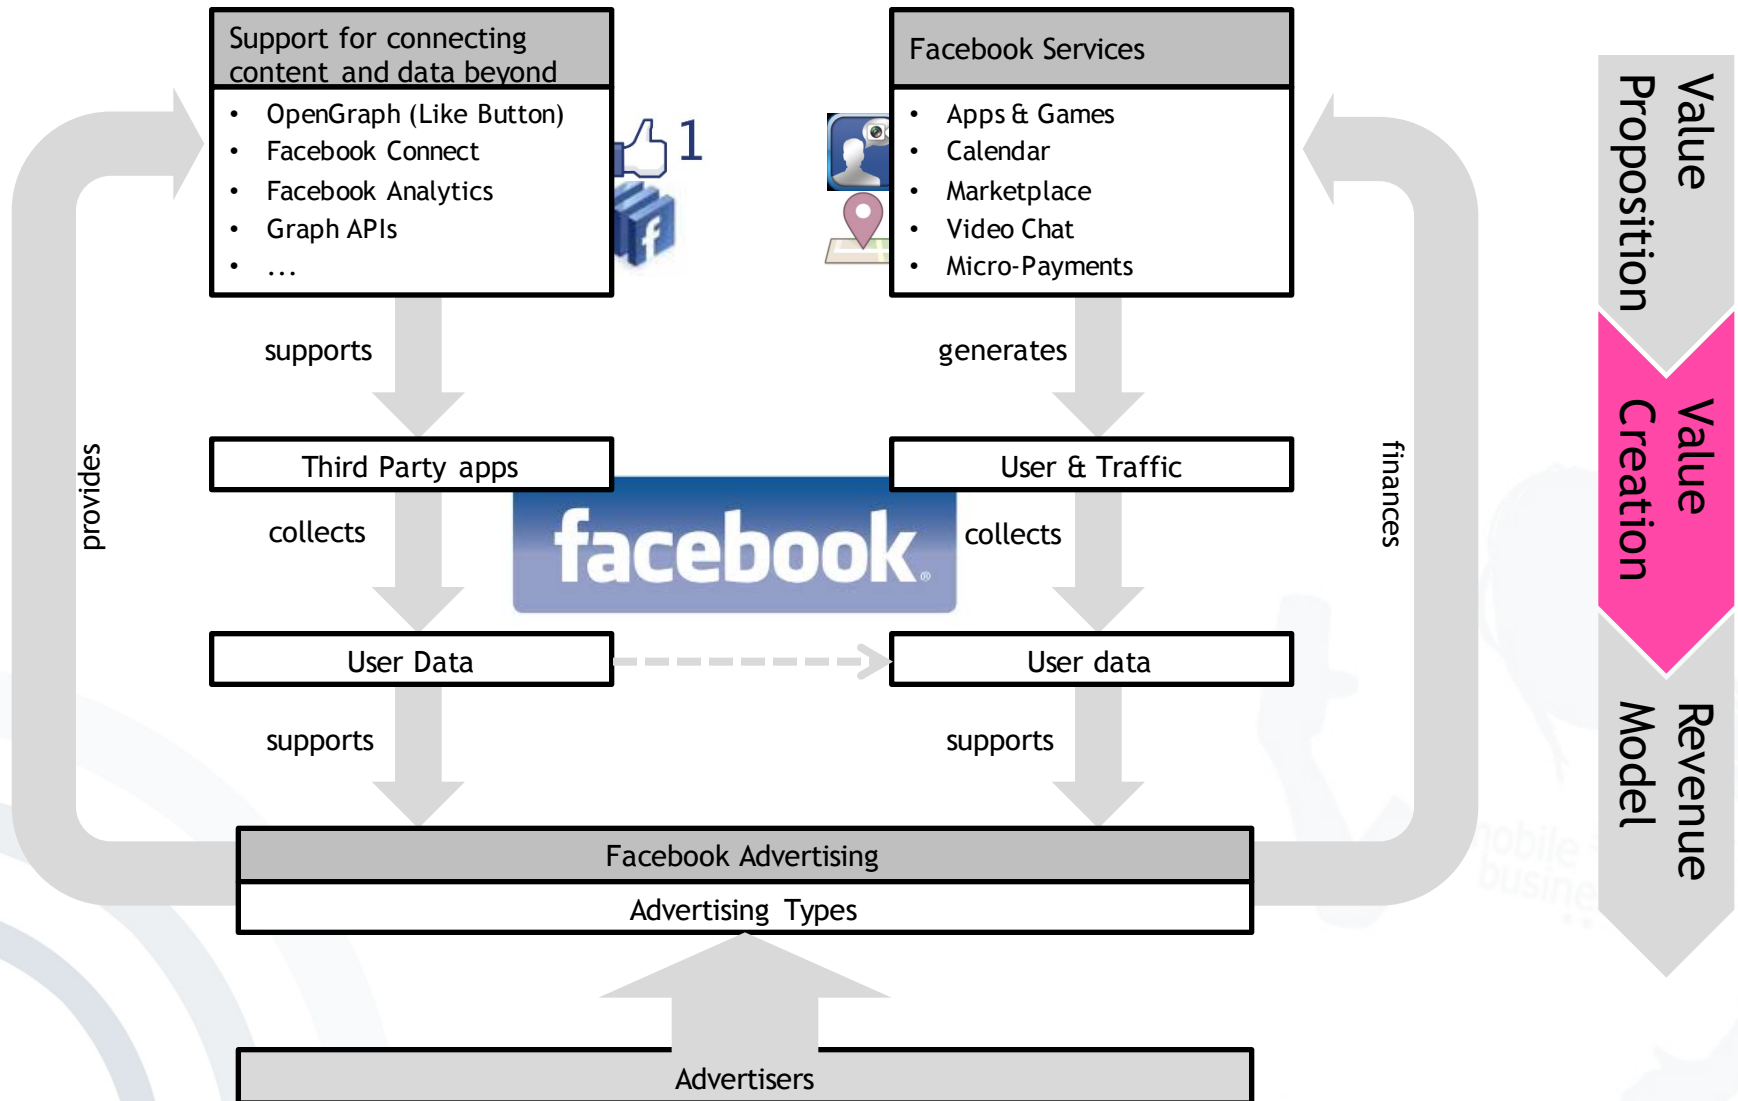 Support for connecting
content and data beyond
• OpenGraph (Like Button)
• Facebook Connect
• Facebook Analytics
• Graph APIs
• ...
1
f
Facebook Services
• Apps & Games
• Calendar
• Marketplace
• Video Chat
• Micro-Payments
supports
generates
Third Party apps
User & Traffic
collects
facebook®
collects
User Data
User data
supports
supports
provides
finances
Facebook Advertising
Advertising Types
Advertisers
Value
Proposition
Value
Creation
Revenue
Model
mobile